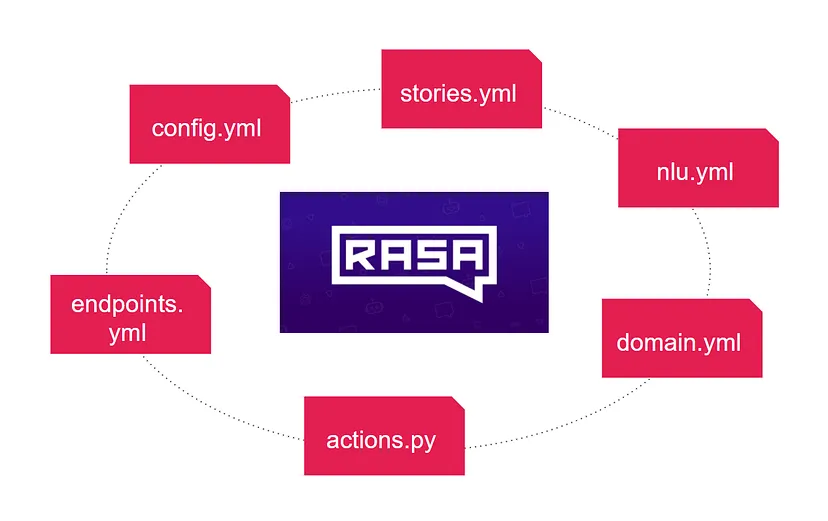 stories.yml
config.yml
nlu.yml
RASA
endpoints.
yml
domain.yml
actions.py